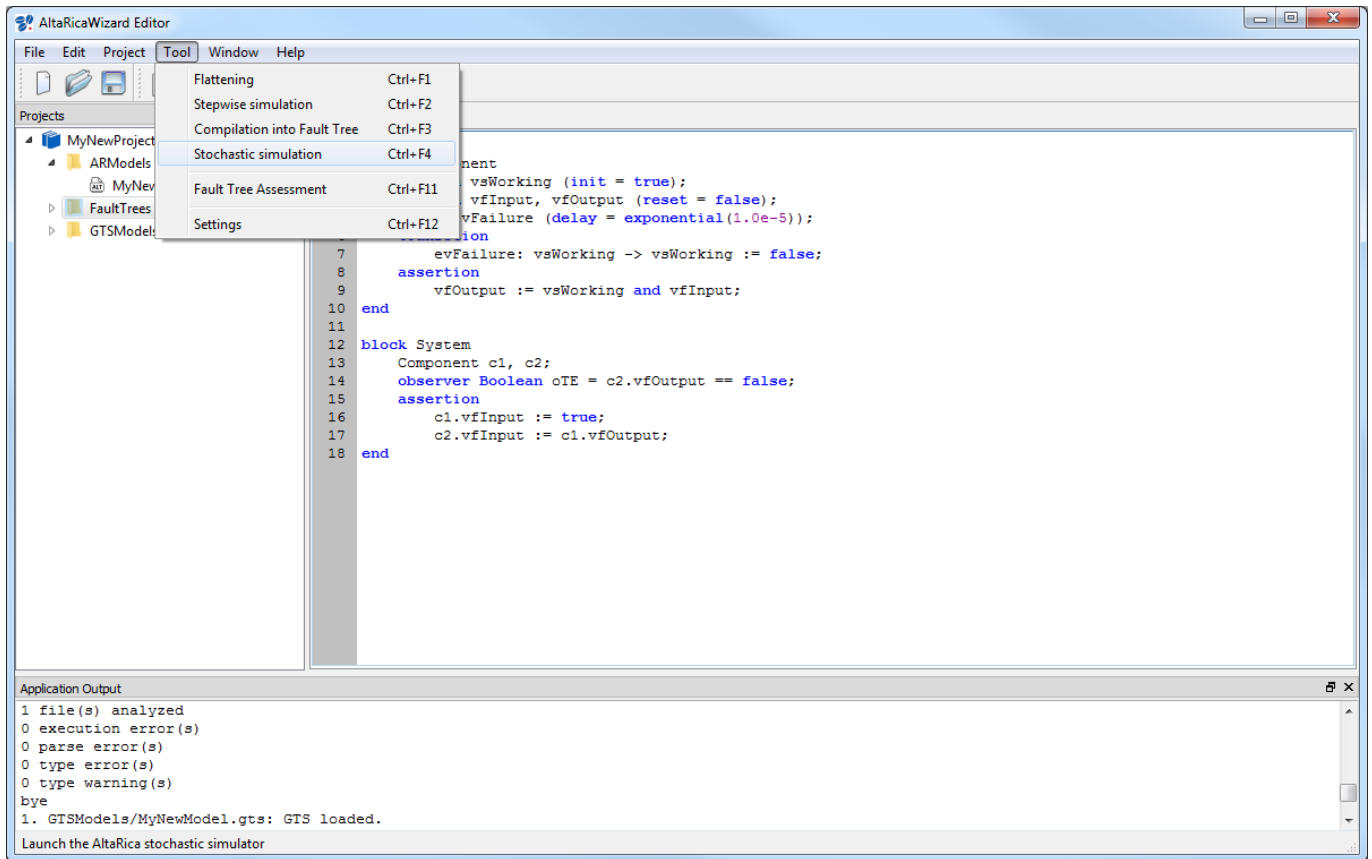 AltaRicaWizard Editor
File Edit Project Tool Window Help
Flattening Ctrl+F1
Stepwise simulation Ctrl+F2
Compilation into Fault Tree Ctrl+F3
Stochastic simulation Ctrl+F4
Fault Tree Assessment Ctrl+F11
Settings Ctrl+F12
Projects
MyNewProject
ARModels
MyNew
FaultTrees
GTSModels
nent
vsWorking (init = true);
vfInput, vfOutput (reset = false);
vFailure (delay = exponential(1.0e-5));
7 evFailure: vsWorking -> vsWorking := false;
8 assertion
9 vfOutput := vsWorking and vfInput;
10 end
11
12 block System
13 Component c1, c2;
14 observer Boolean oTE = c2.vfOutput == false;
15 assertion
16 c1.vfInput := true;
17 c2.vfInput := c1.vfOutput;
18 end
Application Output
1 file(s) analyzed
0 execution error(s)
0 parse error(s)
0 type error(s)
0 type warning(s)
bye
1. GTSModels/MyNewModel.gts: GTS loaded.
Launch the AltaRica stochastic simulator